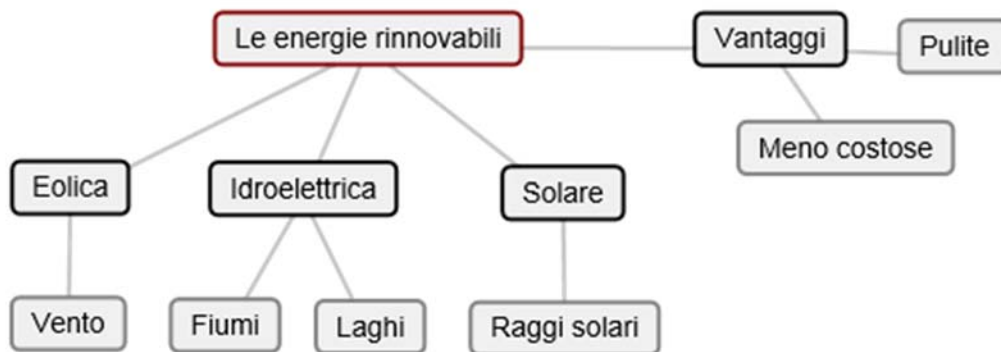 Le energie rinnovabili
Vantaggi
Pulite
Meno costose
Eolica
Idroelettrica
Solare
Vento
Fiumi
Laghi
Raggi solari